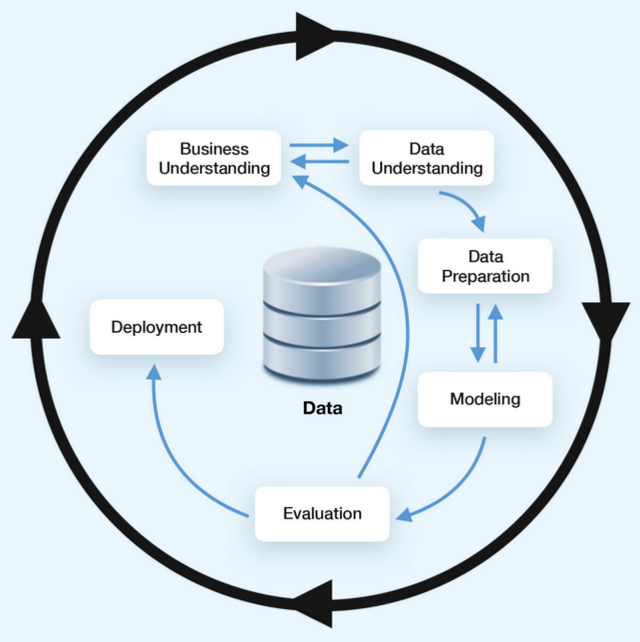 Business
Understanding
Data
Understanding
Data
Preparation
Deployment
Modeling
Data
Evaluation